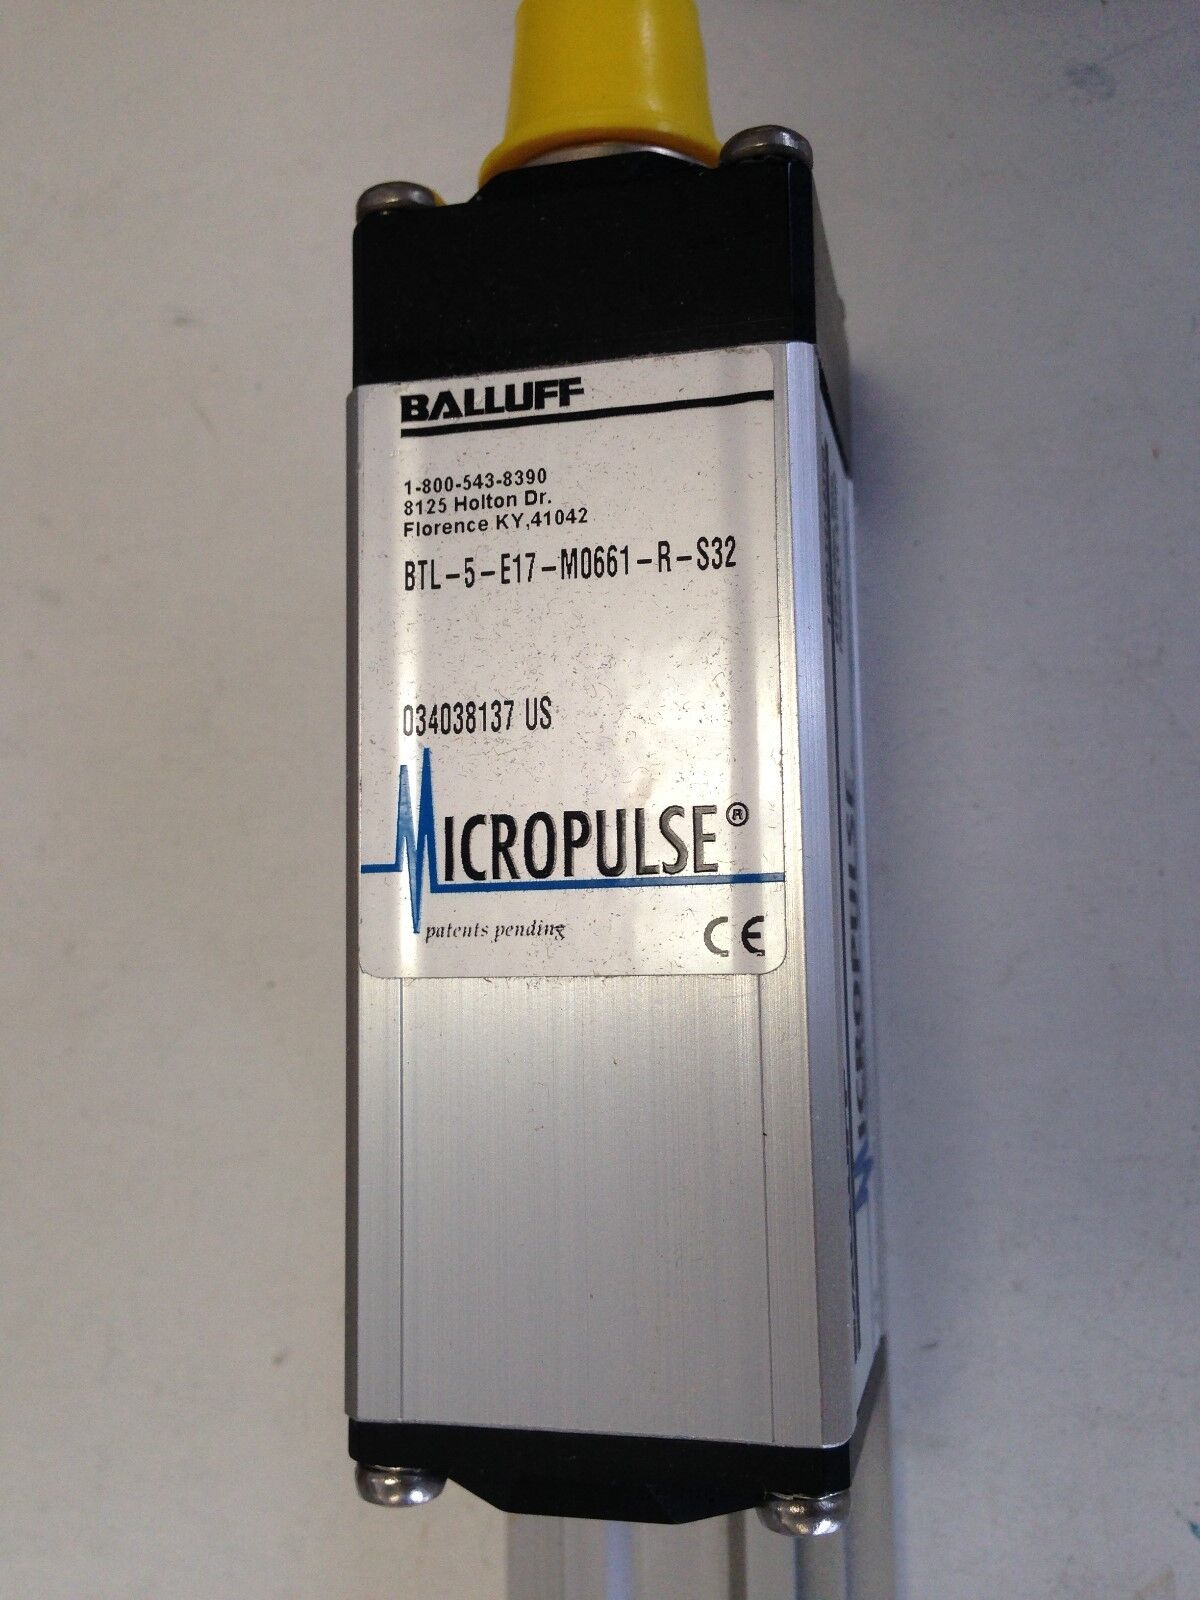 BALLUFF
1-800-543-8390
8125 Holton Dr.
Florence KY,41042
BTL-5-E17-M0661-R-S32
034038137 US
MICROPULSE®
patents pending
CE
MICROPULSE